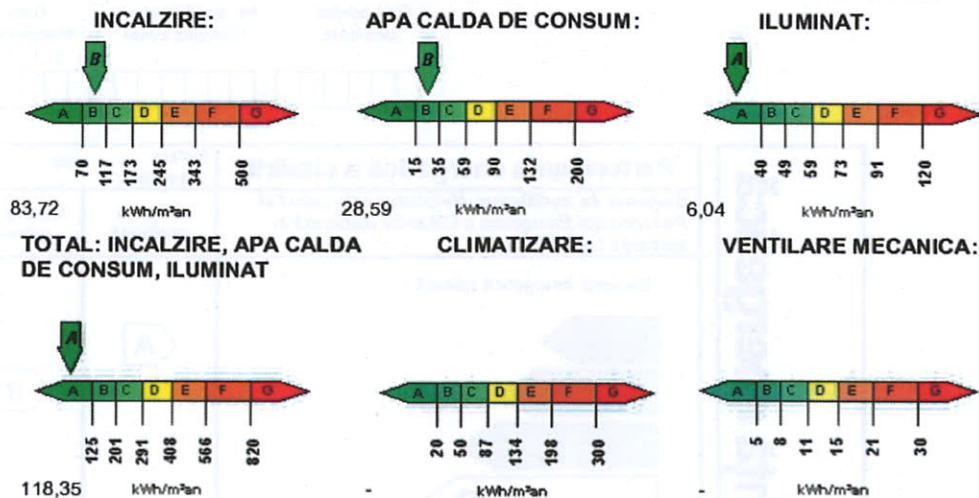 INCALZIRE:
B
A B C D E F G
70 117 173 245 343 500
83,72 kWh/m²an
APA CALDA DE CONSUM:
B
A B C D E F G
15 35 59 90 132 200
28,59 kWh/m²an
ILUMINAT:
A
A B C D E F G
40 49 59 73 91 120
6,04 kWh/m²an
TOTAL: INCALZIRE, APA CALDA
DE CONSUM, ILUMINAT
A
A B C D E F G
125 201 291 408 566 820
118,35 kWh/m²an
CLIMATIZARE:
A B C D E F G
20 50 87 134 198 300
- kWh/m²an
VENTILARE MECANICA:
A B C D E F G
5 8 11 15 21 30
- kWh/m²an